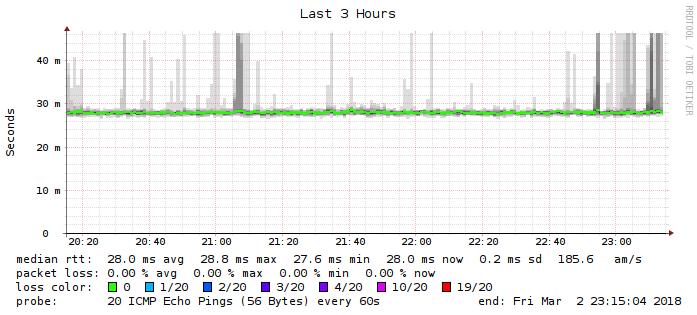 Last 3 Hours
RRDTOOL / TOBI OETIKER
Seconds
40 m
30 m
20 m
10 m
0
20:20 20:40 21:00 21:20 21:40 22:00 22:20 22:40 23:00
median rtt: 28.0 ms avg 28.8 ms max 27.6 ms min 28.0 ms now 0.2 ms sd 185.6 am/s
packet loss: 0.00 % avg 0.00 % max 0.00 % min 0.00 % now
loss color: 0 1/20 2/20 3/20 4/20 10/20 19/20
probe: 20 ICMP Echo Pings (56 Bytes) every 60s end: Fri Mar 2 23:15:04 2018